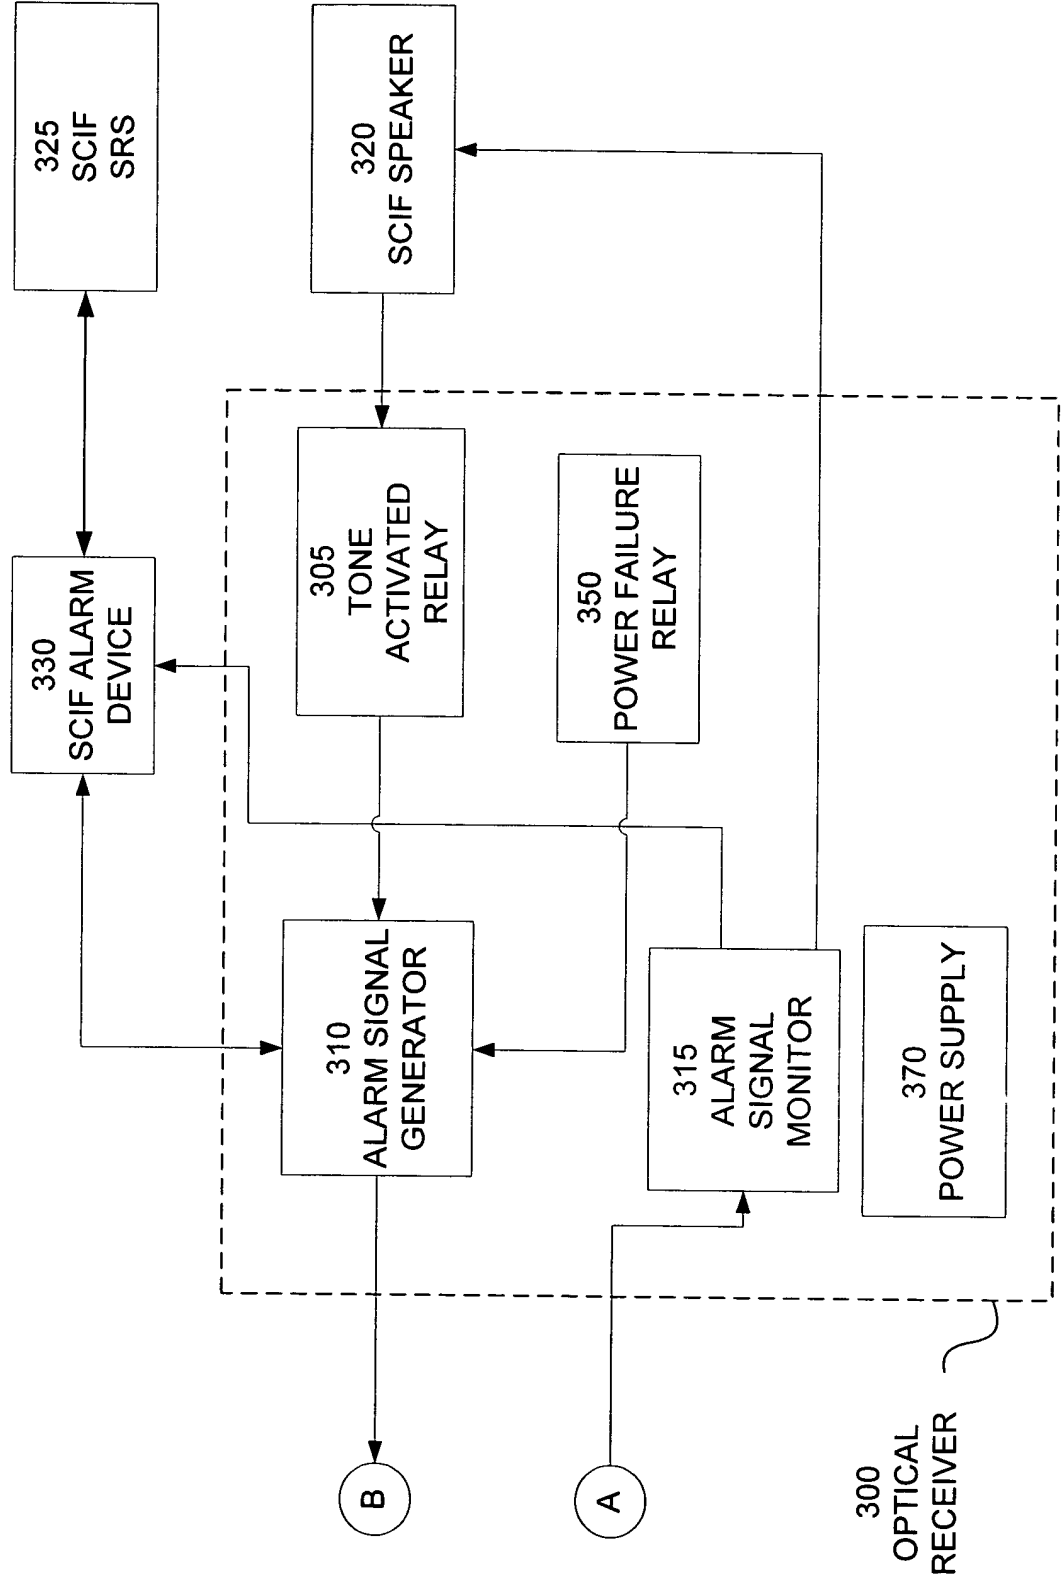 325
SCIF
SRS
320
SCIF SPEAKER
330
SCIF ALARM
DEVICE
305
TONE
ACTIVATED
RELAY
350
POWER FAILURE
RELAY
310
ALARM SIGNAL
GENERATOR
315
ALARM
SIGNAL
MONITOR
370
POWER SUPPLY
B
A
300
OPTICAL
RECEIVER